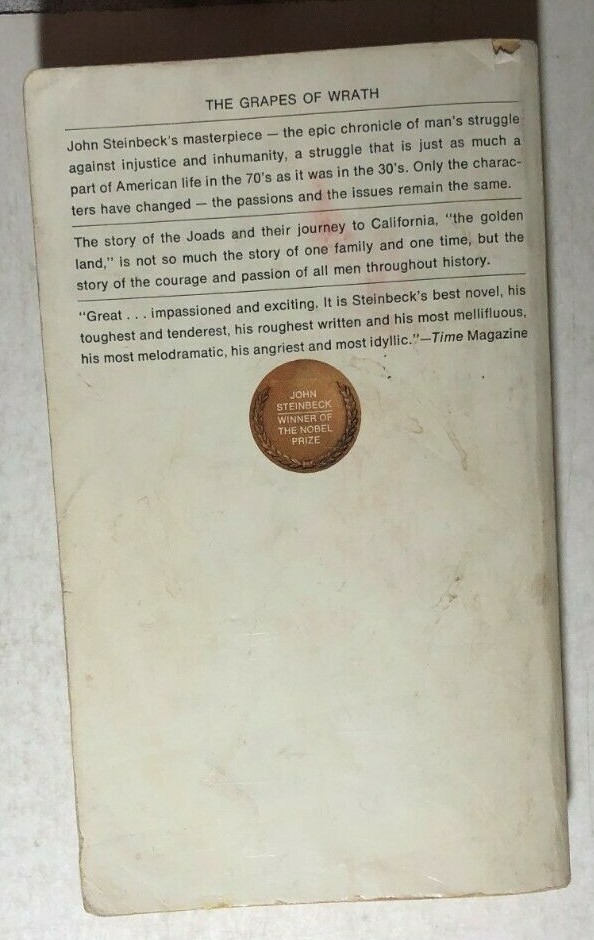 THE GRAPES OF WRATH
John Steinbeck's masterpiece — the epic chronicle of man's struggle
against injustice and inhumanity, a struggle that is just as much a
part of American life in the 70's as it was in the 30's. Only the charac-
ters have changed — the passions and the issues remain the same.
The story of the Joads and their journey to California, "the golden
land," is not so much the story of one family and one time, but the
story of the courage and passion of all men throughout history.
"Great . . . impassioned and exciting. It is Steinbeck's best novel, his
toughest and tenderest, his roughest written and his most mellifluous,
his most melodramatic, his angriest and most idyllic."—Time Magazine
JOHN
STEINBECK
WINNER OF
THE NOBEL
PRIZE